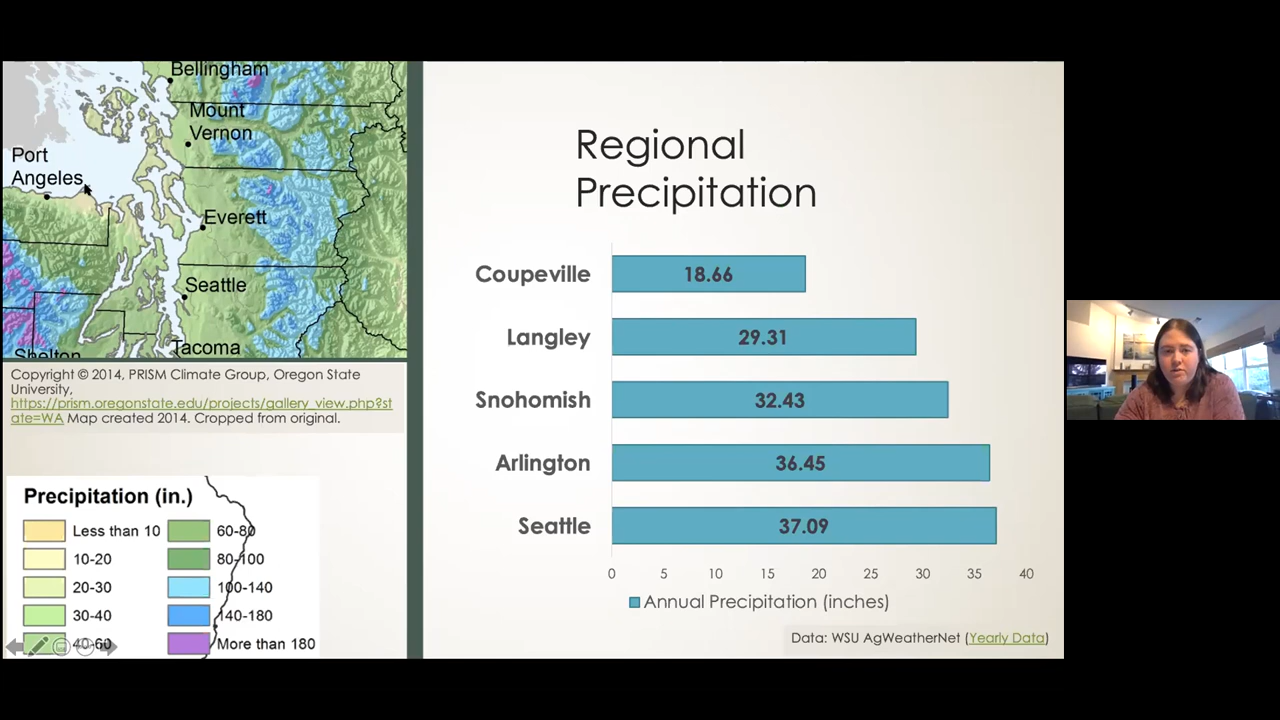 Bellingham
Mount
Vernon
Port
Angeles
Everett
Seattle
Shelton
Tacoma
Copyright © 2014, PRISM Climate Group, Oregon State
University,
https://prism.oregonstate.edu/projects/gallery_view.php?st
ate=WA Map created 2014. Cropped from original.
Precipitation (in.)
Less than 10
10-20
20-30
30-40
40-60
60-80
80-100
100-140
140-180
More than 180
Regional
Precipitation
Coupeville 18.66
Langley 29.31
Snohomish 32.43
Arlington 36.45
Seattle 37.09
0 5 10 15 20 25 30 35 40
Annual Precipitation (inches)
Data: WSU AgWeatherNet (Yearly Data)